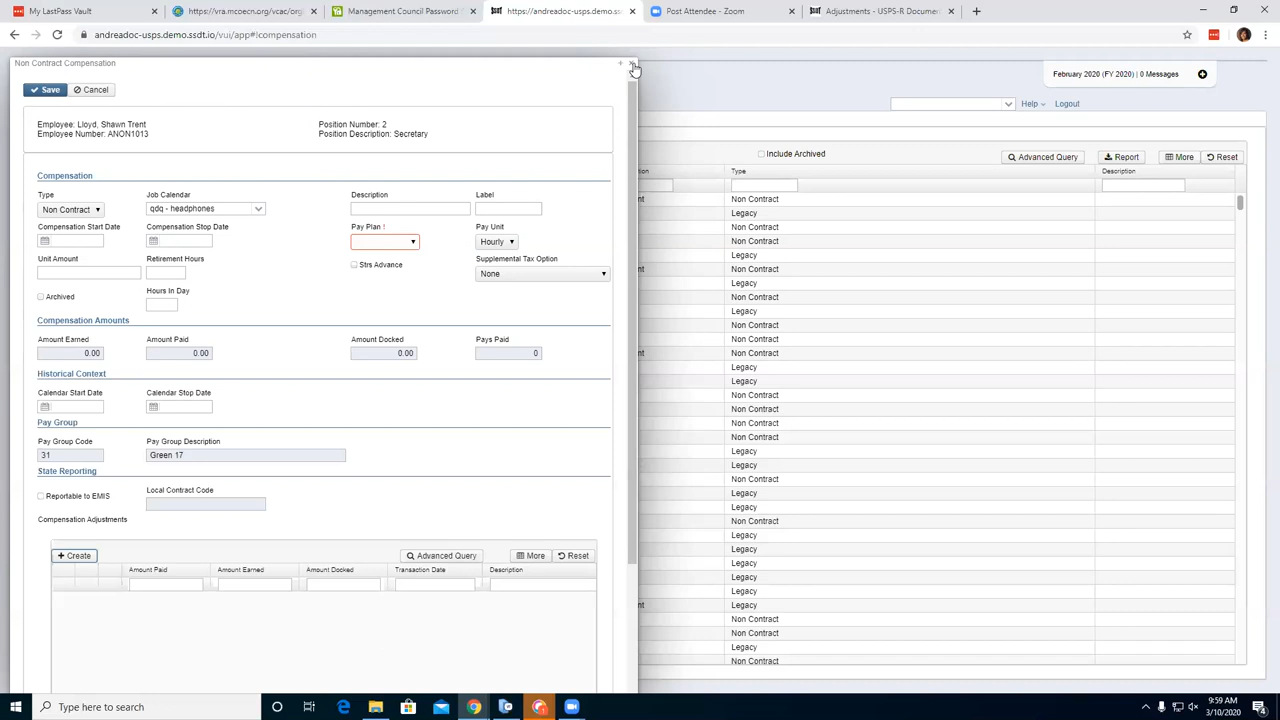 My LastPass Vault
https://vra.mcoecn.org/vcac/org/
Management Council Password
https://andreadoc-usps.demo.ssdt
Post Attendee - Zoom
Adjustments - USPS-R Docume
andreadoc-usps.demo.ssdt.io/vui/app#!compensation
Non Contract Compensation
February 2020 (FY 2020) | 0 Messages
Save Cancel
Help Logout
Employee: Lloyd, Shawn Trent Position Number: 2
Employee Number: ANON1013 Position Description: Secretary
Include Archived Advanced Query Report More Reset
Compensation
Type Job Calendar Description Label
Non Contract qdq - headphones
Compensation Start Date Compensation Stop Date Pay Plan ! Pay Unit
Hourly
Unit Amount Retirement Hours Strs Advance Supplemental Tax Option
None
Archived Hours In Day
Compensation Amounts
Amount Earned Amount Paid Amount Docked Pays Paid
0.00 0.00 0.00 0
Historical Context
Calendar Start Date Calendar Stop Date
Pay Group
Pay Group Code Pay Group Description
31 Green 17
State Reporting
Reportable to EMIS Local Contract Code
Compensation Adjustments
Create Advanced Query More Reset
Amount Paid Amount Earned Amount Docked Transaction Date Description
Type Description
Non Contract
Legacy
Non Contract
Non Contract
Legacy
Non Contract
Legacy
Non Contract
Legacy
Non Contract
Non Contract
Non Contract
Legacy
Legacy
Non Contract
Non Contract
Non Contract
Non Contract
Legacy
Legacy
Non Contract
Legacy
Legacy
Non Contract
Legacy
Legacy
Legacy
Legacy
Legacy
Non Contract
Non Contract
Legacy
Legacy
Non Contract
Type here to search
9:59 AM
3/10/2020